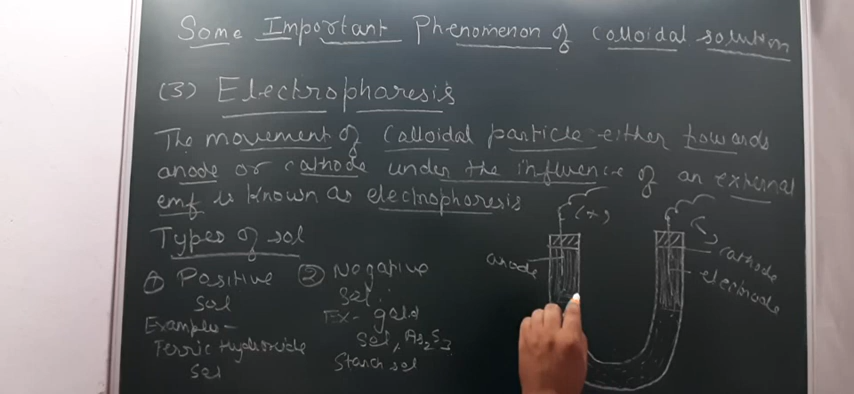 Some Important Phenomenon of Colloidal solution
(3) Electropharesis
The movement of colloidal particle either towards
anode or cathode under the influence of an external
emf is known as electrophoresis
Types of sol
① Positive
sol
Example-
Ferric Hydroxide
sol
② Negative
sol:
Ex- gold
sol, As2S3
Starch sol
(+)
anode
(-)
cathode
electrode